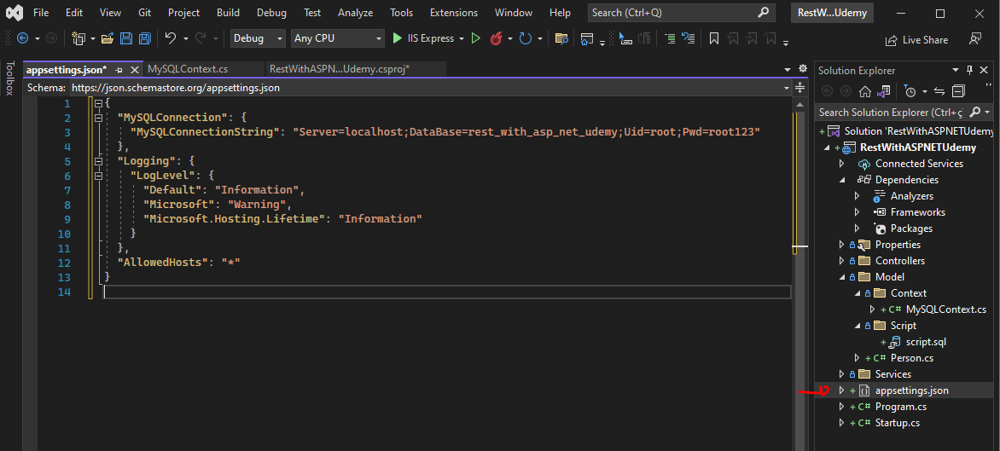 File Edit View Git Project Build Debug Test Analyze Tools Extensions Window Help Search (Ctrl+Q) RestW...Udemy
Debug Any CPU IIS Express Live Share
Toolbox
appsettings.json* MySQLContext.cs RestWithASPN...Udemy.csproj*
Schema: https://json.schemastore.org/appsettings.json
1 {
2 "MySQLConnection": {
3 "MySQLConnectionString": "Server=localhost;DataBase=rest_with_asp_net_udemy;Uid=root;Pwd=root123"
4 },
5 "Logging": {
6 "LogLevel": {
7 "Default": "Information",
8 "Microsoft": "Warning",
9 "Microsoft.Hosting.Lifetime": "Information"
10 }
11 },
12 "AllowedHosts": "*"
13 }
14
Solution Explorer
Search Solution Explorer (Ctrl+ç)
Solution 'RestWithASPNETUdemy
RestWithASPNETUdemy
Connected Services
Dependencies
Analyzers
Frameworks
Packages
Properties
Controllers
Model
Context
C# MySQLContext.cs
Script
script.sql
C# Person.cs
Services
appsettings.json
C# Program.cs
C# Startup.cs